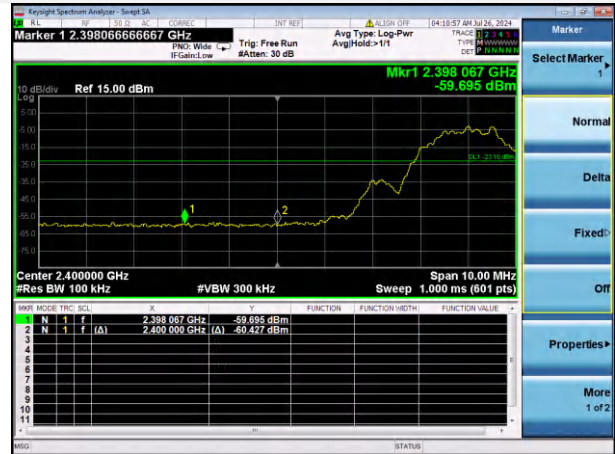 Keysight Spectrum Analyzer - Swept SA
RL RF 50 Ω AC CORREC INT REF ALIGN OFF 04:10:57 AM Jul 26, 2024
Marker 1 2.398066666667 GHz
PNO: Wide
IFGain:Low
Trig: Free Run
#Atten: 30 dB
Avg Type: Log-Pwr
Avg|Hold:>1/1
TRACE 1 2 3 4 5 6
TYPE M WWWWW
DET P N N N N N
Mkr1 2.398 067 GHz
-59.695 dBm
10 dB/div Ref 15.00 dBm
Log
5.00
-5.00
-15.0
DL1 -23.16 dBm
-25.0
-35.0
-45.0
-55.0
-65.0
-75.0
1
2
Center 2.400000 GHz Span 10.00 MHz
#Res BW 100 kHz #VBW 300 kHz Sweep 1.000 ms (601 pts)
MKR MODE TRC SCL X Y FUNCTION FUNCTION WIDTH FUNCTION VALUE
1 N 1 f 2.398 067 GHz -59.695 dBm
2 N 1 f (Δ) 2.400 000 GHz (Δ) -60.427 dBm
3
4
5
6
7
8
9
10
11
MSG STATUS
Marker
Select Marker
1
Normal
Delta
Fixed
Off
Properties
More
1 of 2